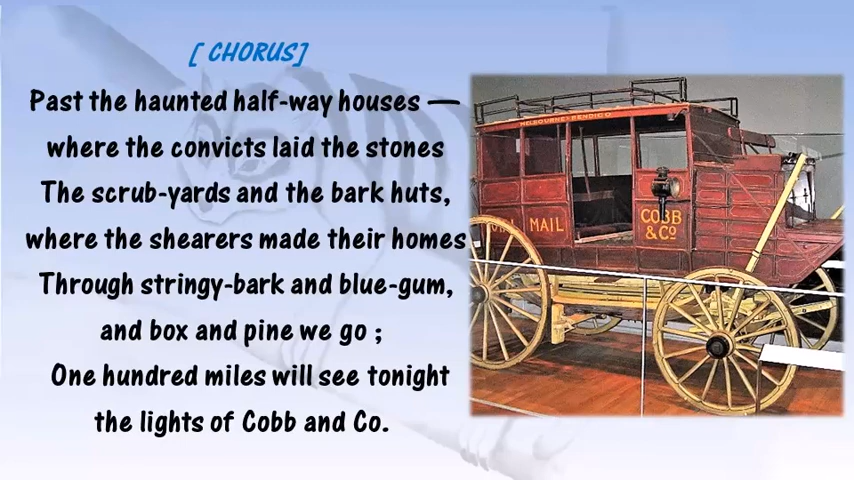 [ CHORUS]
Past the haunted half-way houses —
where the convicts laid the stones
The scrub-yards and the bark huts,
where the shearers made their homes
Through stringy-bark and blue-gum,
and box and pine we go ;
One hundred miles will see tonight
the lights of Cobb and Co.
MELBOURNE-BENDIGO
MAIL
COBB
& CO